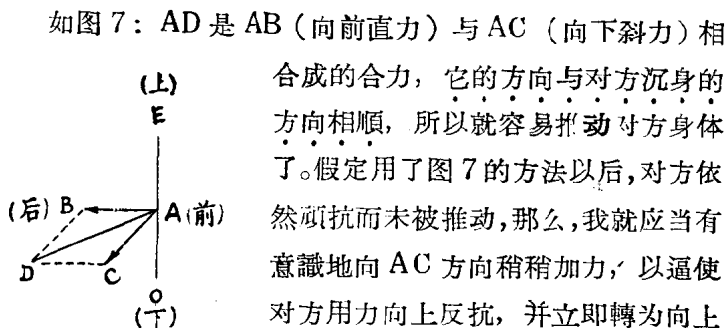 如图7：AD是AB（向前直力）与AC（向下斜力）相
合成的合力，它的方向与对方沉身的
方向相順，所以就容易推动对方身体
了。假定用了图7的方法以后，对方依
然頑抗而未被推动，那么，我就应当有
意識地向AC方向稍稍加力，以逼使
对方用力向上反抗，并立即轉为向上
(上)
E
(后) B
A (前)
D
C
O
(下)